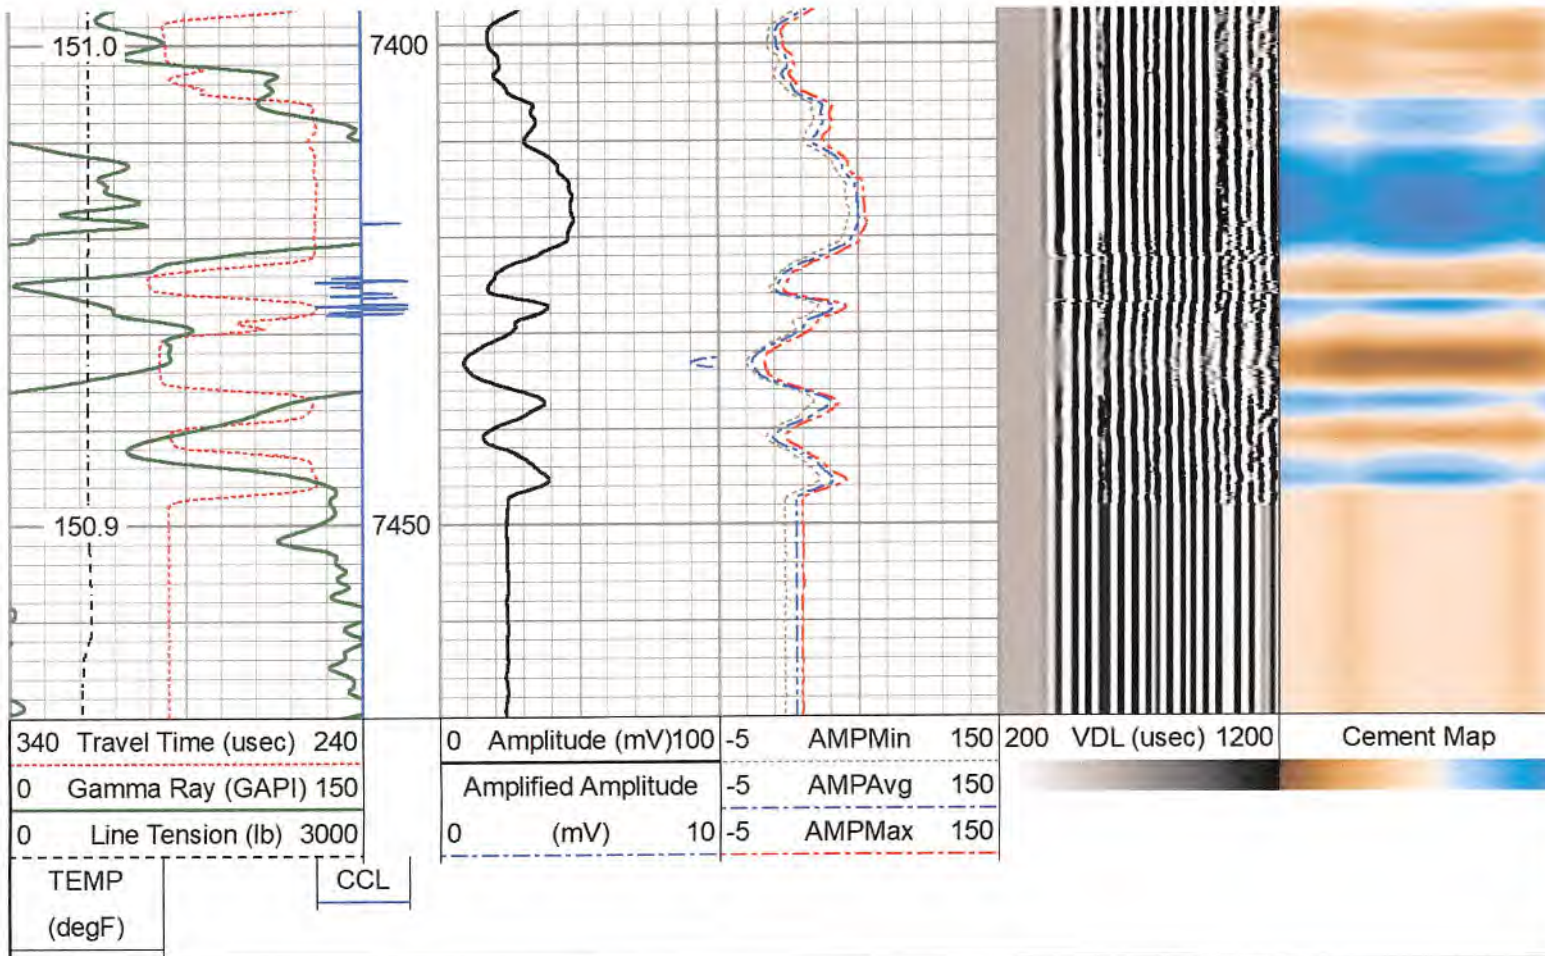 151.0
7400
150.9
7450
340 Travel Time (usec) 240
0 Gamma Ray (GAPI) 150
0 Line Tension (lb) 3000
TEMP
(degF)
CCL
0 Amplitude (mV)100
Amplified Amplitude
0 (mV) 10
-5 AMPMin 150
-5 AMPAvg 150
-5 AMPMax 150
200 VDL (usec) 1200
Cement Map